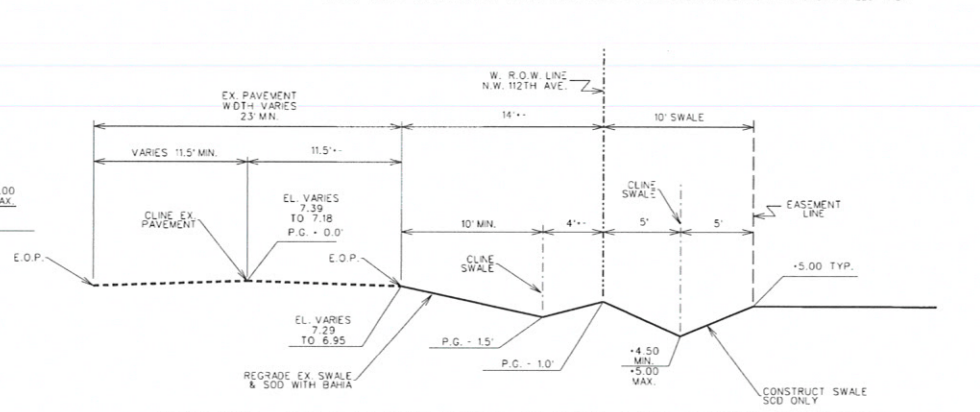 W. R.O.W. LINE
N.W. 112TH AVE.
EX. PAVEMENT
WDTH VARIES
23' M.N.
14'+-
10' SWALE
VARIES 11.5' MIN.
11.5'+-
.00
AX.
EL. VARIES
7.39
TO 7.18
P.G. + 0.0'
CLINE EX.
PAVEMENT
CLINE
SWALE
EASEMENT
LINE
10' MIN.
4'+-
5'
5'
E.O.P.
E.O.P.
CLINE
SWALE
+5.00 TYP.
EL. VARIES
7.29
TO 6.95
P.G. - 1.5'
P.G. - 1.0'
+4.50
MIN.
+5.00
MAX.
REGRADE EX. SWALE
& SOD WITH BAHIA
CONSTRUCT SWALE
SOD ONLY